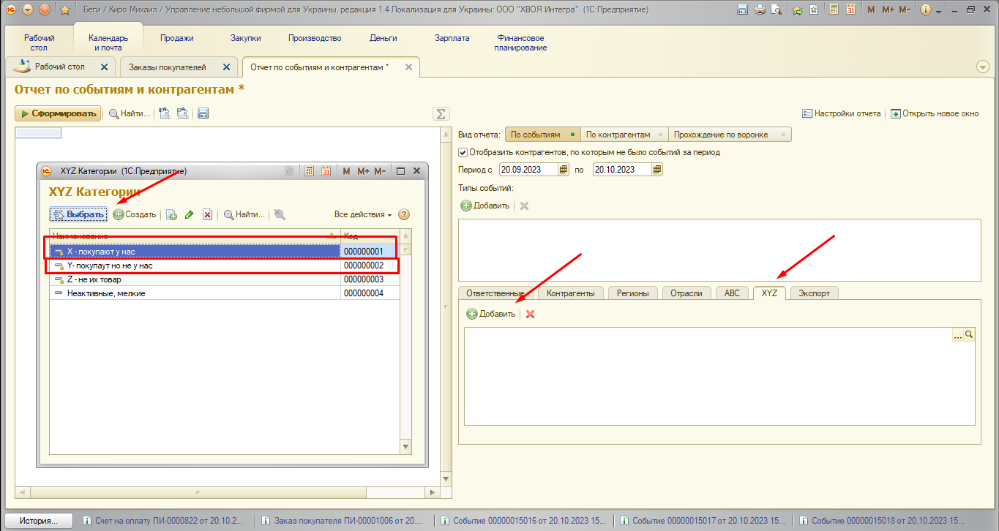 Беги / Киро Михаил / Управление небольшой фирмой для Украины, редакция 1.4 Локализация для Украины: ООО "ХВОЯ Интегра" (1С:Предприятие)
M M+ M-
Рабочий стол
Календарь и почта
Продажи
Закупки
Производство
Деньги
Зарплата
Финансовое планирование
Рабочий стол
Заказы покупателей
Отчет по событиям и контрагентам *
Отчет по событиям и контрагентам *
Сформировать
Найти...
Σ
Настройки отчета
Открыть новое окно
Вид отчета:
По событиям
По контрагентам
Прохождение по воронке
Отобразить контрагентов, по которым не было событий за период
Период с 20.09.2023 по 20.10.2023
Типы событий:
Добавить
XYZ Категории (1С:Предприятие)
31
M M+ M-
XYZ Категории
Выбрать
Создать
Найти...
Все действия
?
Наименование
Код
X - покупают у нас 000000001
Y- покупаут но не у нас 000000002
Z - не их товар 000000003
Неактивные, мелкие 000000004
Ответственные
Контрагенты
Регионы
Отрасли
ABC
XYZ
Экспорт
Добавить
...
История...
Счет на оплату ПИ-0000822 от 20.10.2...
Заказ покупателя ПИ-00001006 от 20....
Событие 00000015016 от 20.10.2023 15...
Событие 00000015017 от 20.10.2023 15...
Событие 00000015018 от 20.10.2023 15...